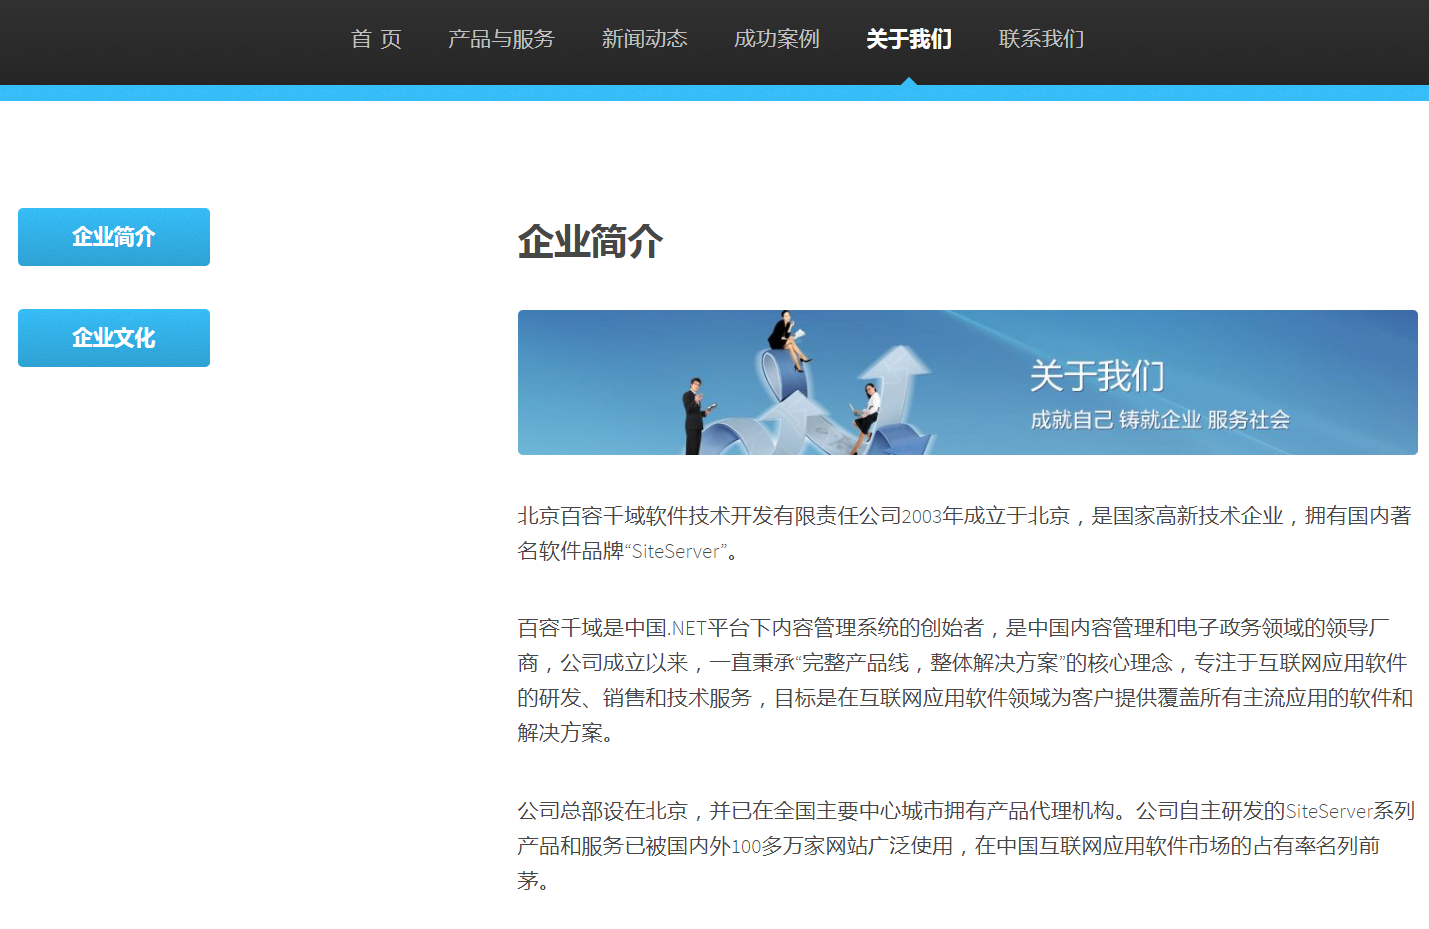 首 页 产品与服务 新闻动态 成功案例 关于我们 联系我们
企业简介
企业文化
企业简介
关于我们
成就自己 铸就企业 服务社会
北京百容千域软件技术开发有限责任公司2003年成立于北京，是国家高新技术企业，拥有国内著
名软件品牌“SiteServer”。
百容千域是中国.NET平台下内容管理系统的创始者，是中国内容管理和电子政务领域的领导厂
商，公司成立以来，一直秉承“完整产品线，整体解决方案”的核心理念，专注于互联网应用软件
的研发、销售和技术服务，目标是在互联网应用软件领域为客户提供覆盖所有主流应用的软件和
解决方案。
公司总部设在北京，并已在全国主要中心城市拥有产品代理机构。公司自主研发的SiteServer系列
产品和服务已被国内外100多万家网站广泛使用，在中国互联网应用软件市场的占有率名列前
茅。